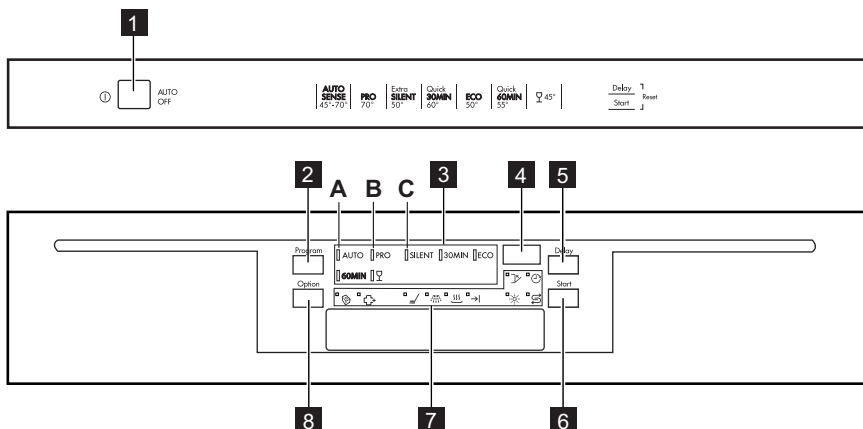 1
AUTO OFF
AUTO SENSE 45°-70°
PRO 70°
Extra SILENT 50°
Quick 30MIN 60°
ECO 50°
Quick 60MIN 55°
45°
Delay
Start
Reset
2 A B C 3 4 5
Program
AUTO PRO SILENT 30MIN ECO
Delay
60MIN
Option
Start
8 7 6